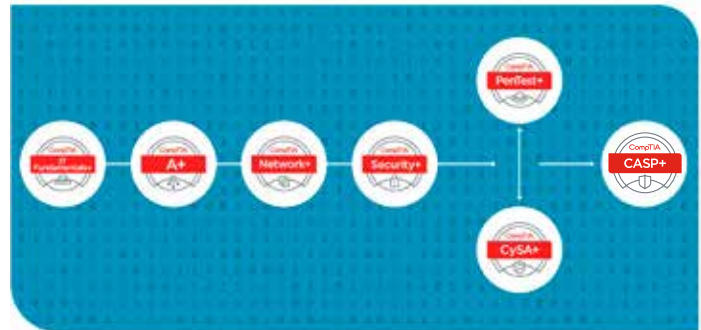 CompTIA
IT
Fundamentals+
CompTIA
A+
CompTIA
Network+
CompTIA
Security+
CompTIA
PenTest+
CompTIA
CySA+
CompTIA
CASP+